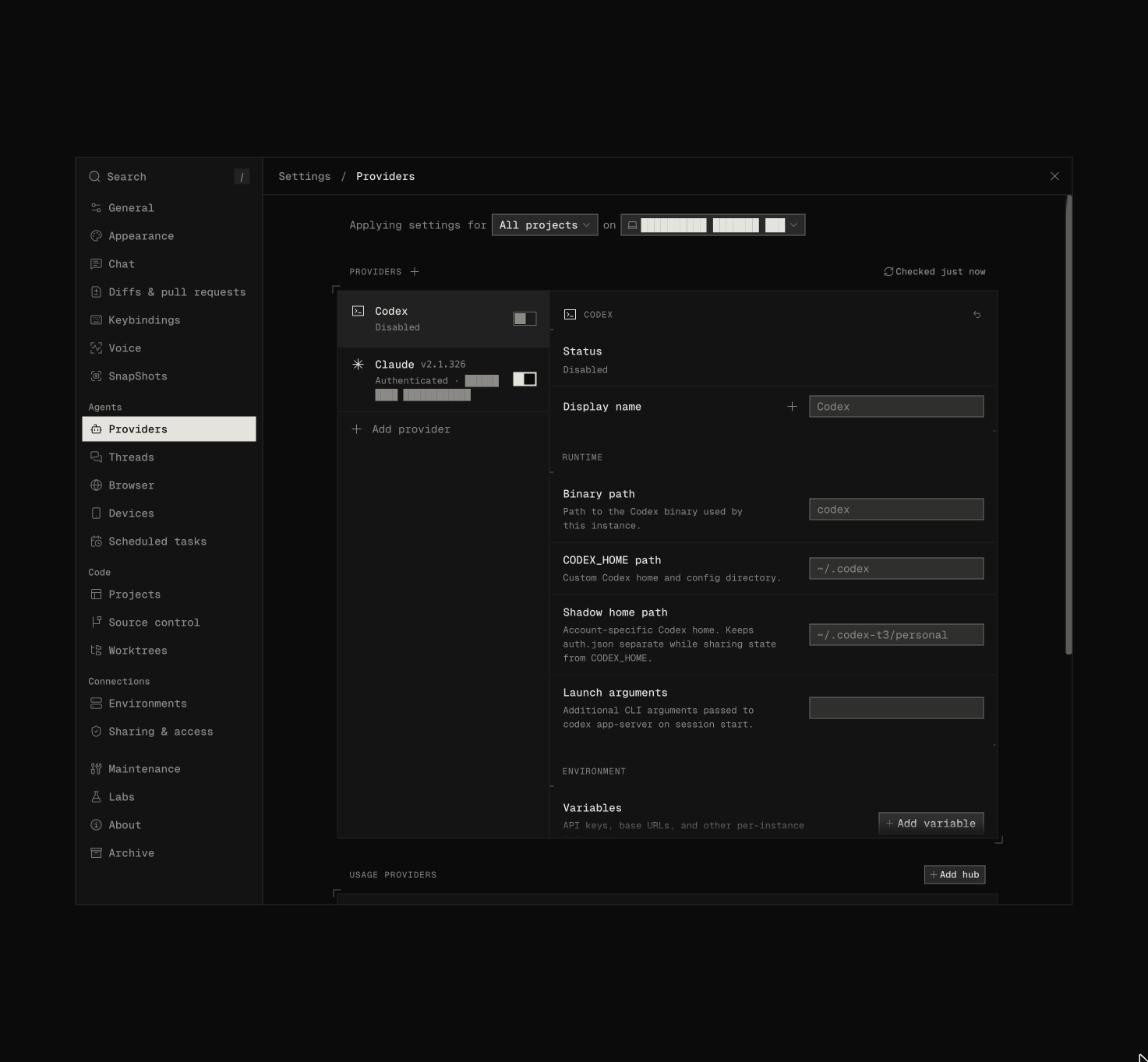 Search /
General
Appearance
Chat
Diffs & pull requests
Keybindings
Voice
SnapShots
Agents
Providers
Threads
Browser
Devices
Scheduled tasks
Code
Projects
Source control
Worktrees
Connections
Environments
Sharing & access
Maintenance
Labs
About
Archive
Settings / Providers
Applying settings for All projects on
PROVIDERS
Checked just now
Codex
Disabled
Claude v2.1.326
Authenticated ·
Add provider
CODEX
Status
Disabled
Display name
Codex
RUNTIME
Binary path
Path to the Codex binary used by
this instance.
codex
CODEX_HOME path
Custom Codex home and config directory.
~/.codex
Shadow home path
Account-specific Codex home. Keeps
auth.json separate while sharing state
from CODEX_HOME.
~/.codex-t3/personal
Launch arguments
Additional CLI arguments passed to
codex app-server on session start.
ENVIRONMENT
Variables
API keys, base URLs, and other per-instance
Add variable
USAGE PROVIDERS
Add hub